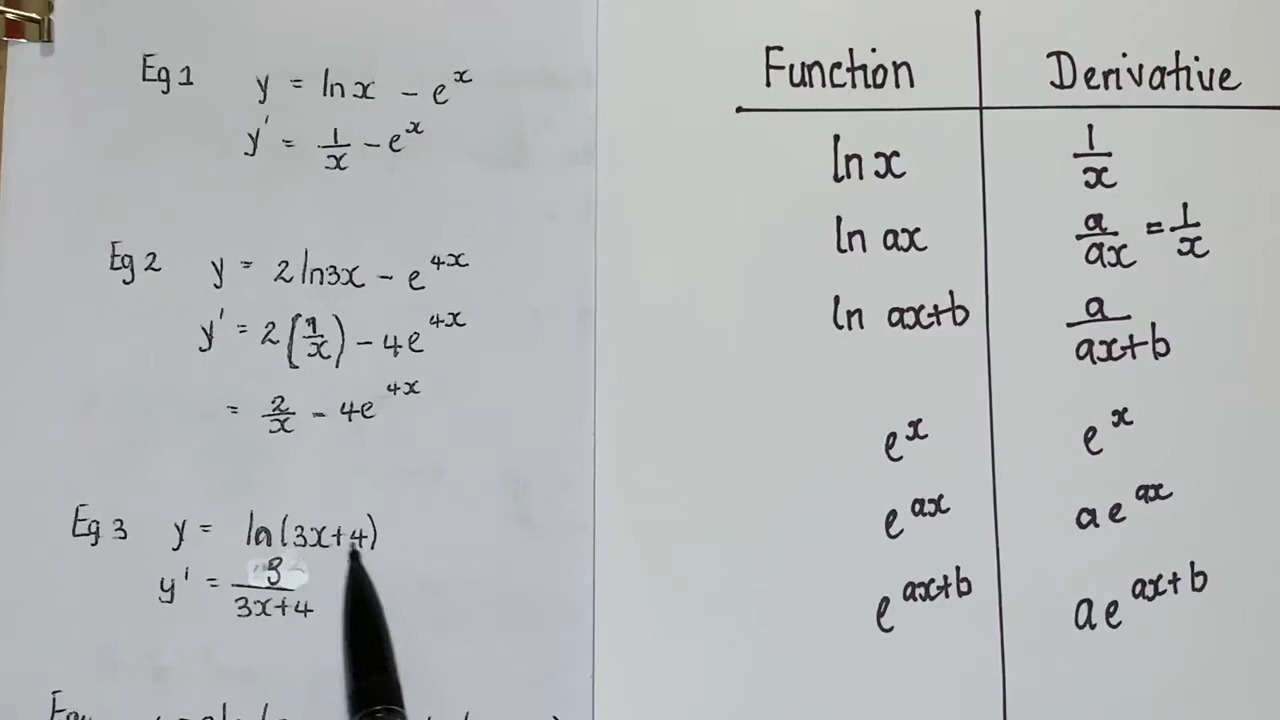 Eg 1 y = ln x - e^x
y' = 1/x - e^x
Eg 2 y = 2 ln3x - e^4x
y' = 2(1/x) - 4e^4x
= 2/x - 4e^4x
Eg 3 y = ln(3x+4)
y' = 3/3x+4
Function Derivative
ln x 1/x
ln ax a/ax = 1/x
ln ax+b a/ax+b
e^x e^x
e^ax ae^ax
e^ax+b ae^ax+b